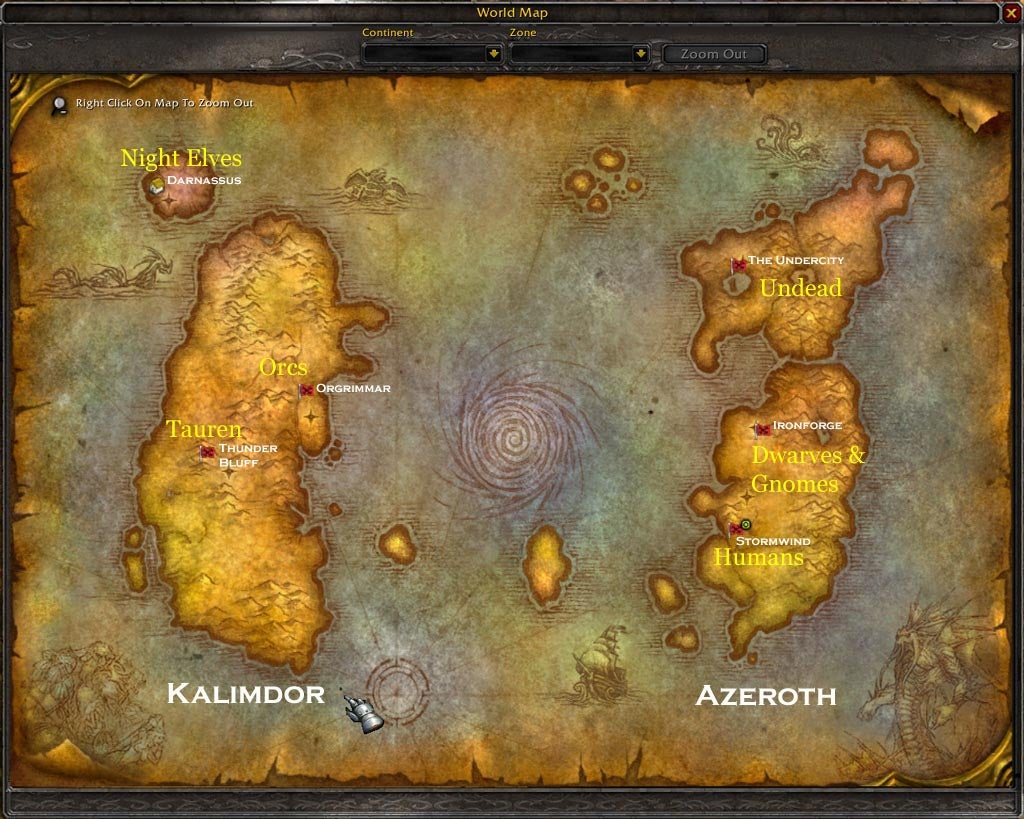 World Map
Continent
Zone
Zoom Out
Right Click On Map To Zoom Out
Night Elves
DARNASSUS
THE UNDERCITY
Undead
Orcs
ORGRIMMAR
Tauren
THUNDER
BLUFF
IRONFORGE
Dwarves &
Gnomes
STORMWIND
Humans
KALIMDOR
AZEROTH